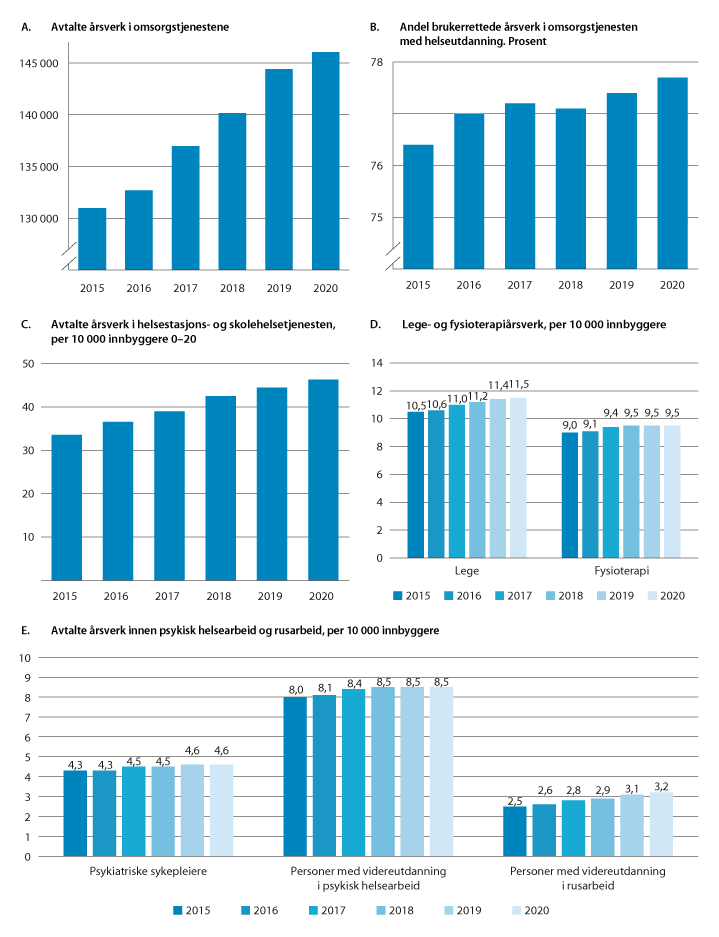 A. Avtalte årsverk i omsorgstjenestene
145 000
140 000
135 000
130 000
2015 2016 2017 2018 2019 2020
B. Andel brukerrettede årsverk i omsorgstjenesten
med helseutdanning. Prosent
78
76
75
2015 2016 2017 2018 2019 2020
C. Avtalte årsverk i helsestasjons- og skolehelsetjenesten,
per 10 000 innbyggere 0–20
50
40
30
20
10
2015 2016 2017 2018 2019 2020
D. Lege- og fysioterapiårsverk, per 10 000 innbyggere
14
12
10
8
6
4
2
0
10,5 10,6 11,0 11,2 11,4 11,5
9,0 9,1 9,4 9,5 9,5 9,5
Lege Fysioterapi
2015 2016 2017 2018 2019 2020
E. Avtalte årsverk innen psykisk helsearbeid og rusarbeid, per 10 000 innbyggere
10
9
8
7
6
5
4
3
2
1
0
4,3 4,3 4,5 4,5 4,6 4,6
8,0 8,1 8,4 8,5 8,5 8,5
2,5 2,6 2,8 2,9 3,1 3,2
Psykiatriske sykepleiere
Personer med videreutdanning
i psykisk helsearbeid
Personer med videreutdanning
i rusarbeid
2015 2016 2017 2018 2019 2020